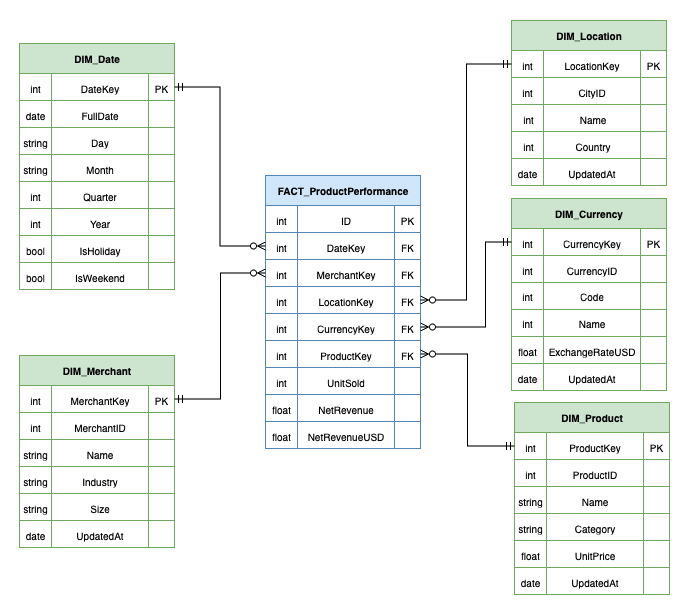 DIM_Date
int DateKey PK
date FullDate
string Day
string Month
int Quarter
int Year
bool IsHoliday
bool IsWeekend
DIM_Merchant
int MerchantKey PK
int MerchantID
string Name
string Industry
string Size
date UpdatedAt
FACT_ProductPerformance
int ID PK
int DateKey FK
int MerchantKey FK
int LocationKey FK
int CurrencyKey FK
int ProductKey FK
int UnitSold
float NetRevenue
float NetRevenueUSD
DIM_Location
int LocationKey PK
int CityID
int Name
int Country
date UpdatedAt
DIM_Currency
int CurrencyKey PK
int CurrencyID
int Code
int Name
float ExchangeRateUSD
date UpdatedAt
DIM_Product
int ProductKey PK
int ProductID
string Name
string Category
float UnitPrice
date UpdatedAt